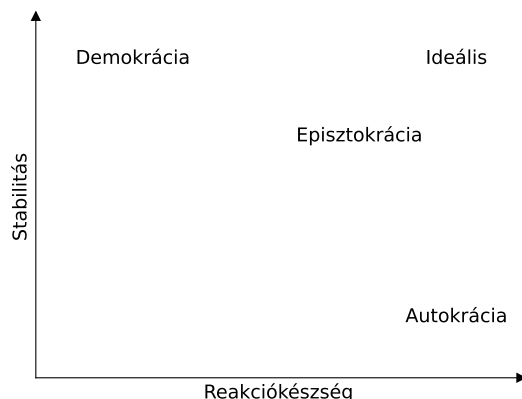 Demokrácia
Ideális
Episztokrácia
Stabilitás
Autokrácia
Reakciókészség